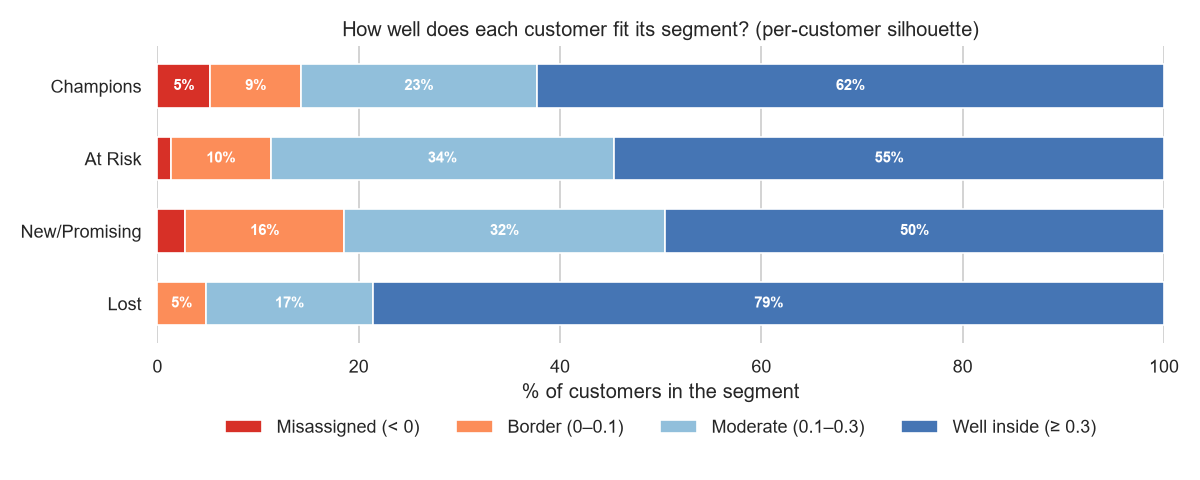 How well does each customer fit its segment? (per-customer silhouette)
Champions 5% 9% 23% 62%
At Risk 10% 34% 55%
New/Promising 16% 32% 50%
Lost 5% 17% 79%
0 20 40 60 80 100
% of customers in the segment
Misassigned (< 0) Border (0–0.1) Moderate (0.1–0.3) Well inside (≥ 0.3)